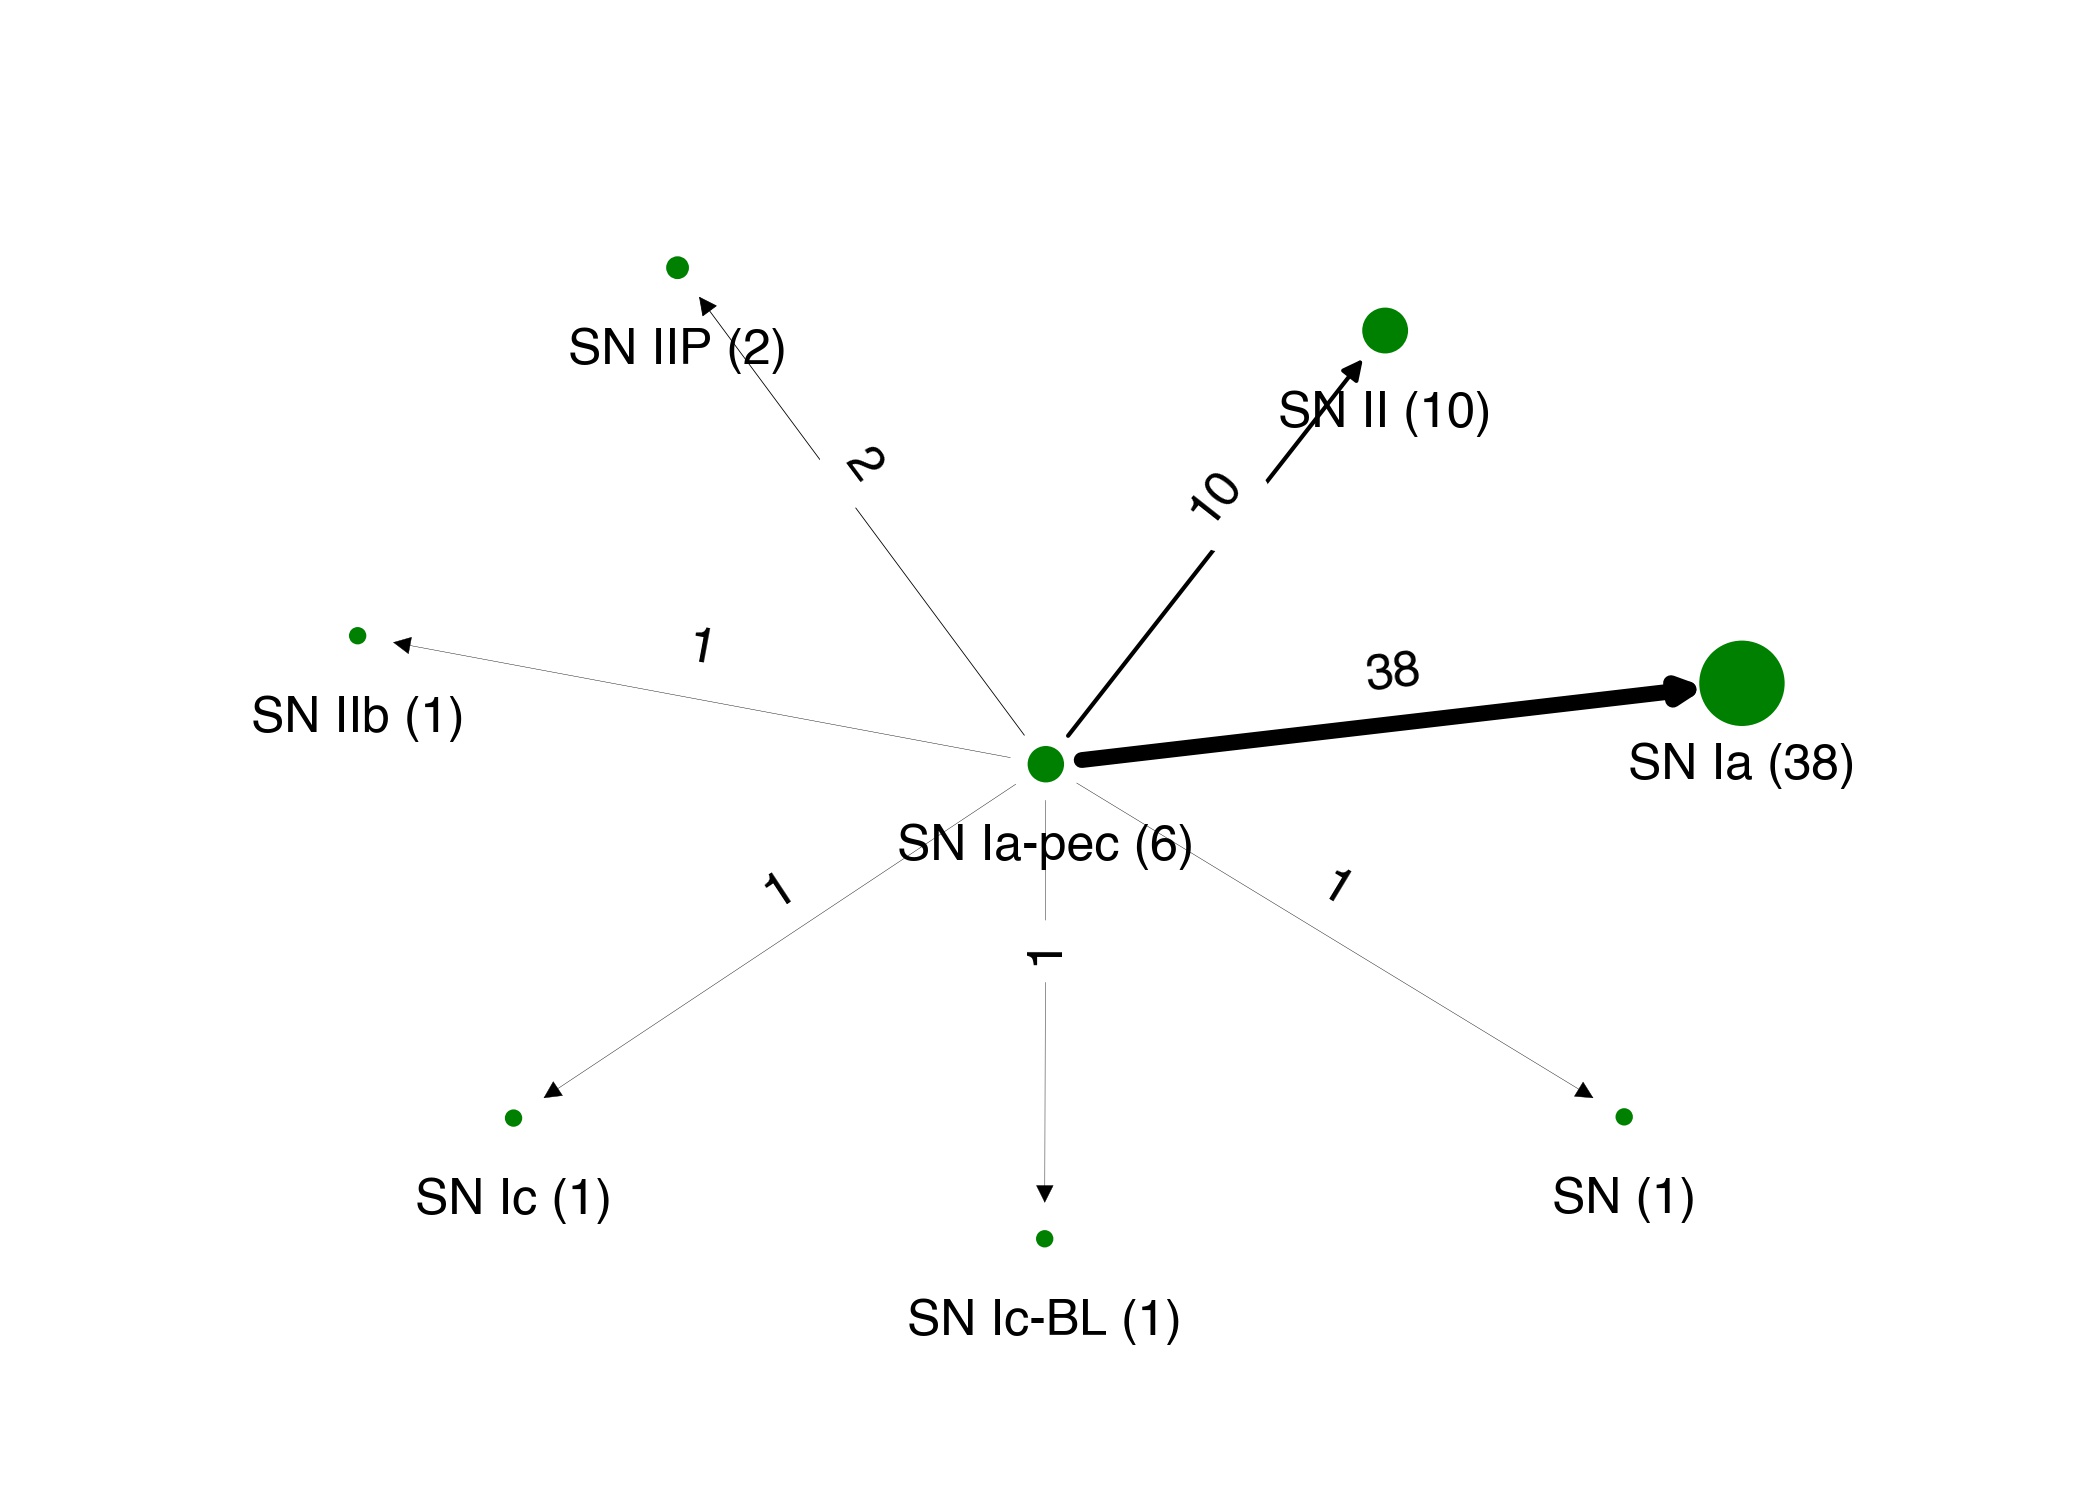 SN IIP (2)
SN II (10)
2
10
1
38
SN IIb (1)
SN Ia (38)
SN Ia-pec (6)
1
1
1
SN Ic (1)
SN (1)
SN Ic-BL (1)